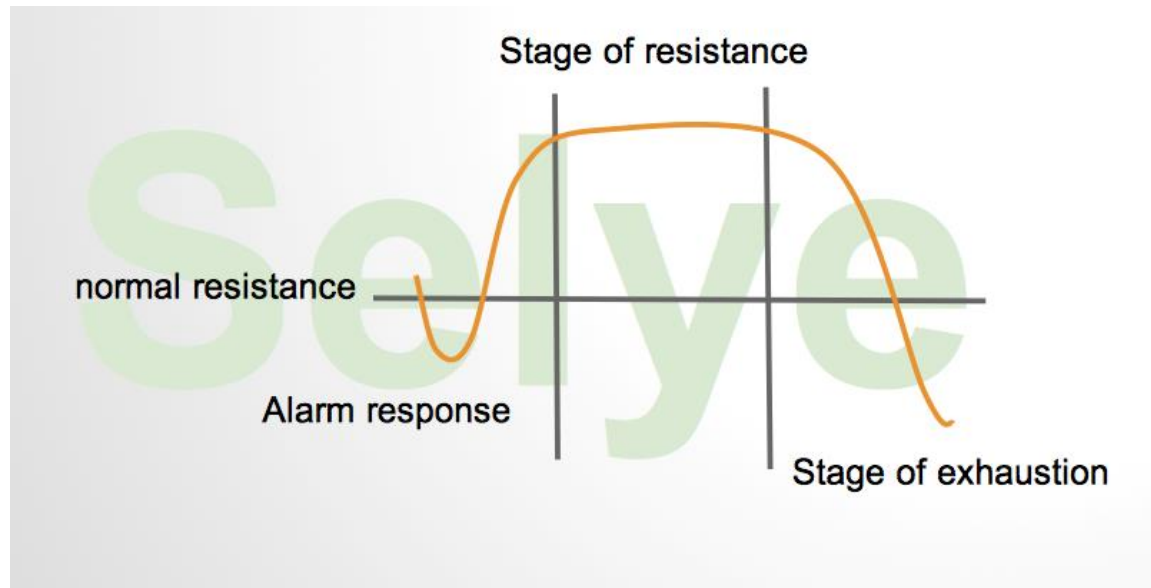 Stage of resistance
Selye
normal resistance
Alarm response
Stage of exhaustion